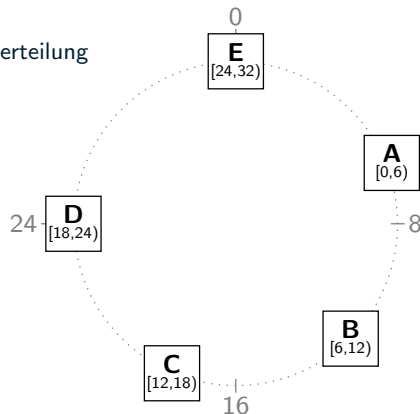 0
erteilung
E
[24,32)
A
[0,6)
24
D
[18,24)
8
B
[6,12)
C
[12,18)
16